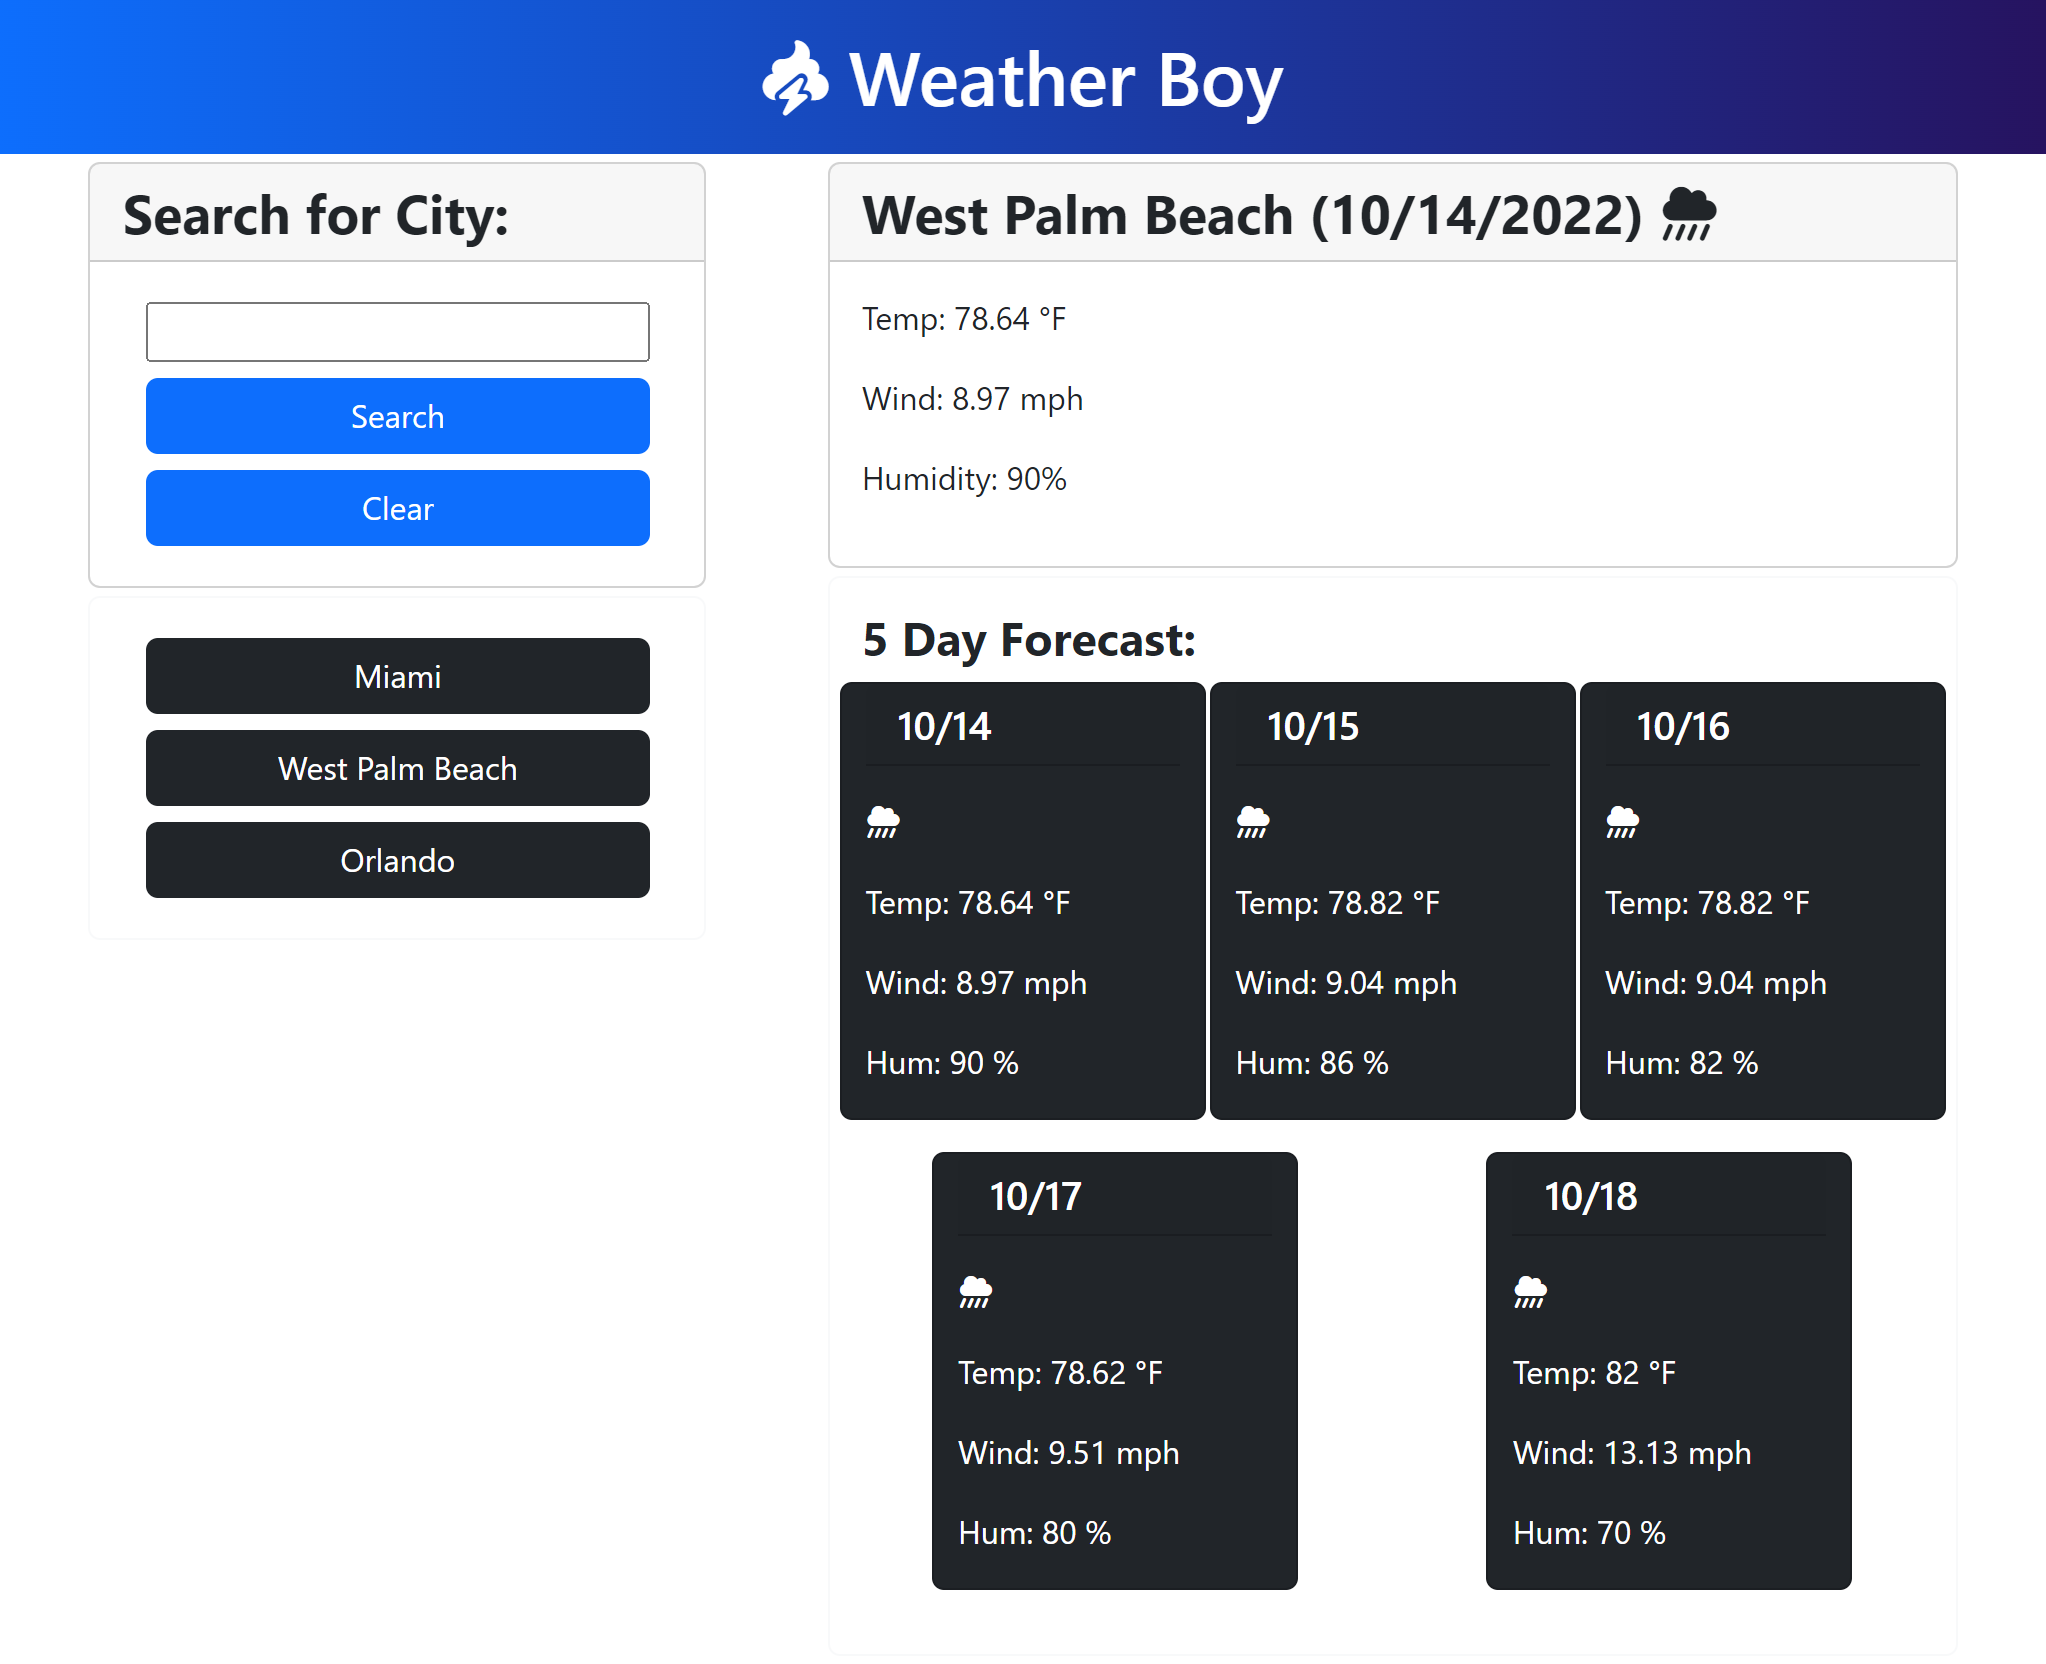 Weather Boy
Search for City:
Search
Clear
Miami
West Palm Beach
Orlando
West Palm Beach (10/14/2022)
Temp: 78.64 °F
Wind: 8.97 mph
Humidity: 90%
5 Day Forecast:
10/14
Temp: 78.64 °F
Wind: 8.97 mph
Hum: 90 %
10/15
Temp: 78.82 °F
Wind: 9.04 mph
Hum: 86 %
10/16
Temp: 78.82 °F
Wind: 9.04 mph
Hum: 82 %
10/17
Temp: 78.62 °F
Wind: 9.51 mph
Hum: 80 %
10/18
Temp: 82 °F
Wind: 13.13 mph
Hum: 70 %